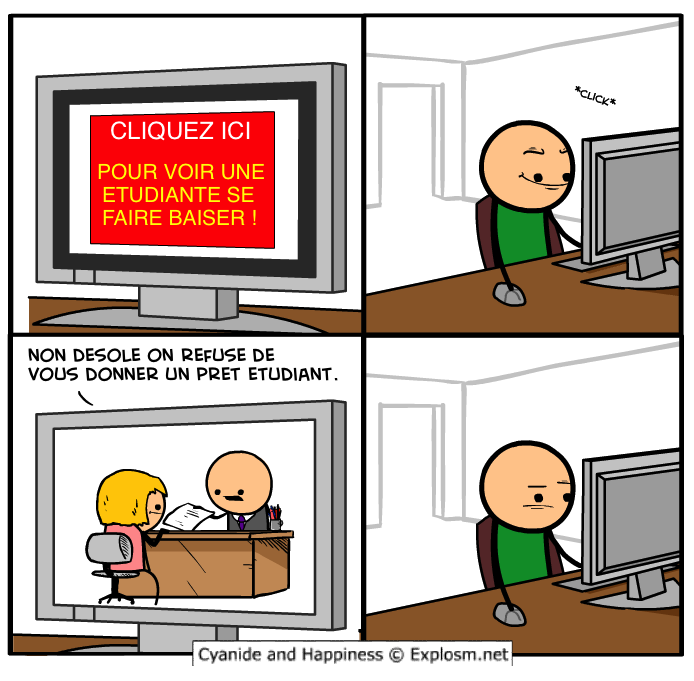 CLIQUEZ ICI
POUR VOIR UNE
ETUDIANTE SE
FAIRE BAISER !
*CLICK*
NON DESOLE ON REFUSE DE
VOUS DONNER UN PRET ETUDIANT.
Cyanide and Happiness © Explosm.net